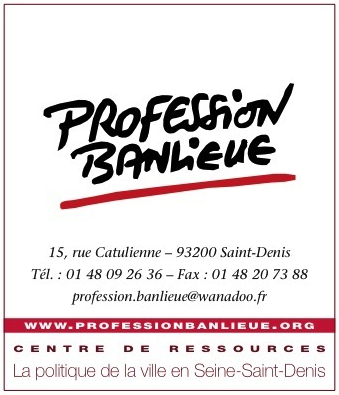 PROFESSION
BANLIEUE
15, rue Catulienne – 93200 Saint-Denis
Tél. : 01 48 09 26 36 – Fax : 01 48 20 73 88
profession.banlieue@wanadoo.fr
WWW.PROFESSIONBANLIEUE.ORG
CENTRE DE RESSOURCES
La politique de la ville en Seine-Saint-Denis